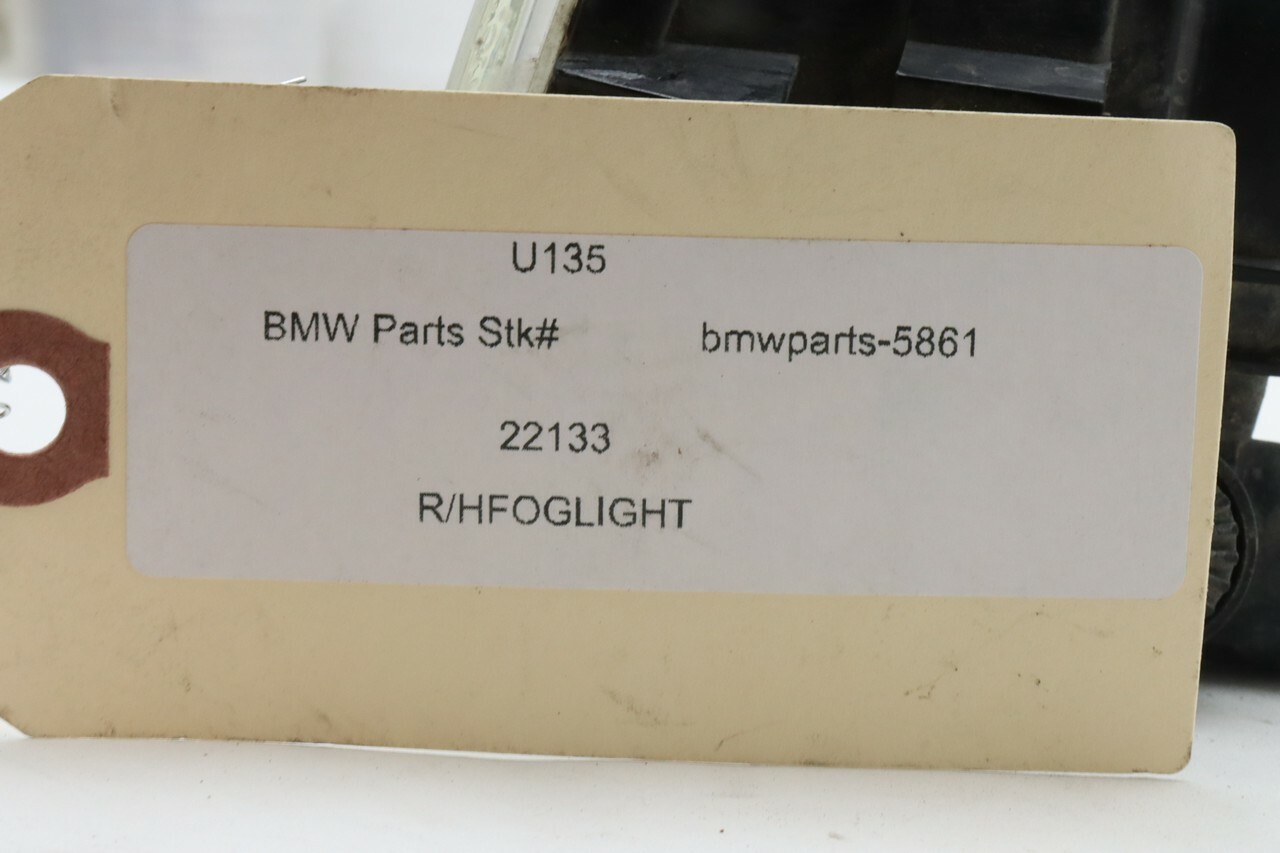 U135
BMW Parts Stk# bmwparts-5861
22133
R/HFOGLIGHT